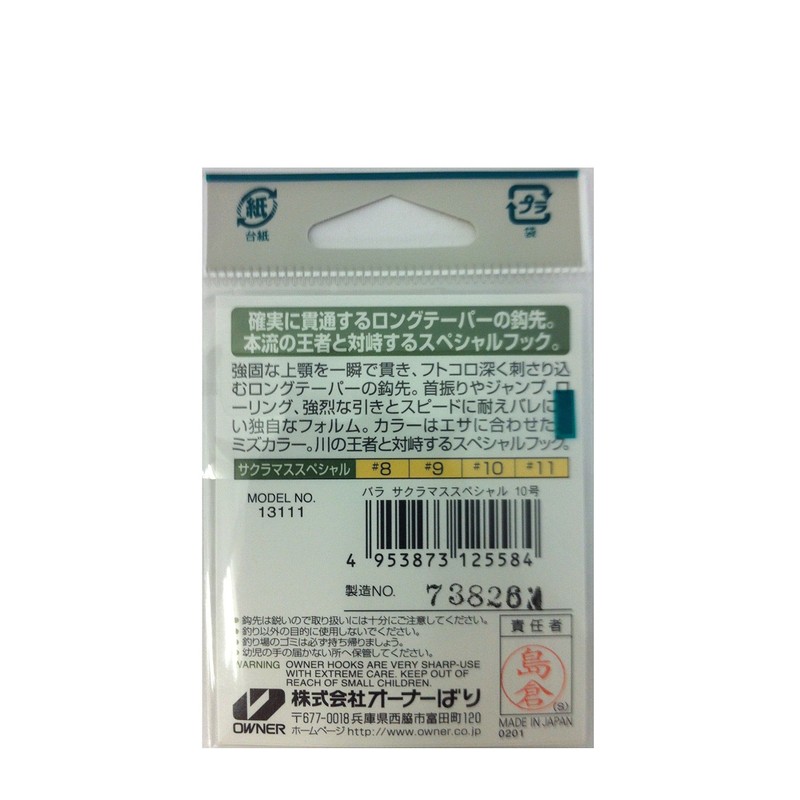 紙
台紙
プラ
袋
確実に貫通するロングテーパーの鈎先。
本流の王者と対峙するスペシャルフック。
強固な上顎を一瞬で貫き、フトコロ深く刺さり込
むロングテーパーの鈎先。首振りやジャンプ、ロ
ーリング、強烈な引きとスピードに耐えバレに
い独自なフォルム。カラーはエサに合わせた
ミズカラー。川の王者と対峙するスペシャルフック。
サクラマススペシャル #8 #9 #10 #11
MODEL NO.
13111
バラ サクラマススペシャル 10号
4 953873 125584
製造NO. 73826
●鈎先は鋭いので取り扱いには十分にご注意してください。
●釣り以外の目的に使用しないでください。
●釣り場のゴミは必ず持ち帰りましょう。
●幼児の手の届かない所へ保管してください。
WARNING OWNER HOOKS ARE VERY SHARP-USE
WITH EXTREME CARE. KEEP OUT OF
REACH OF SMALL CHILDREN.
責任者
島倉
(S)
MADE IN JAPAN
0201
OWNER
株式会社オーナーばり
〒677-0018兵庫県西脇市富田町120
ホームページ http://www.owner.co.jp